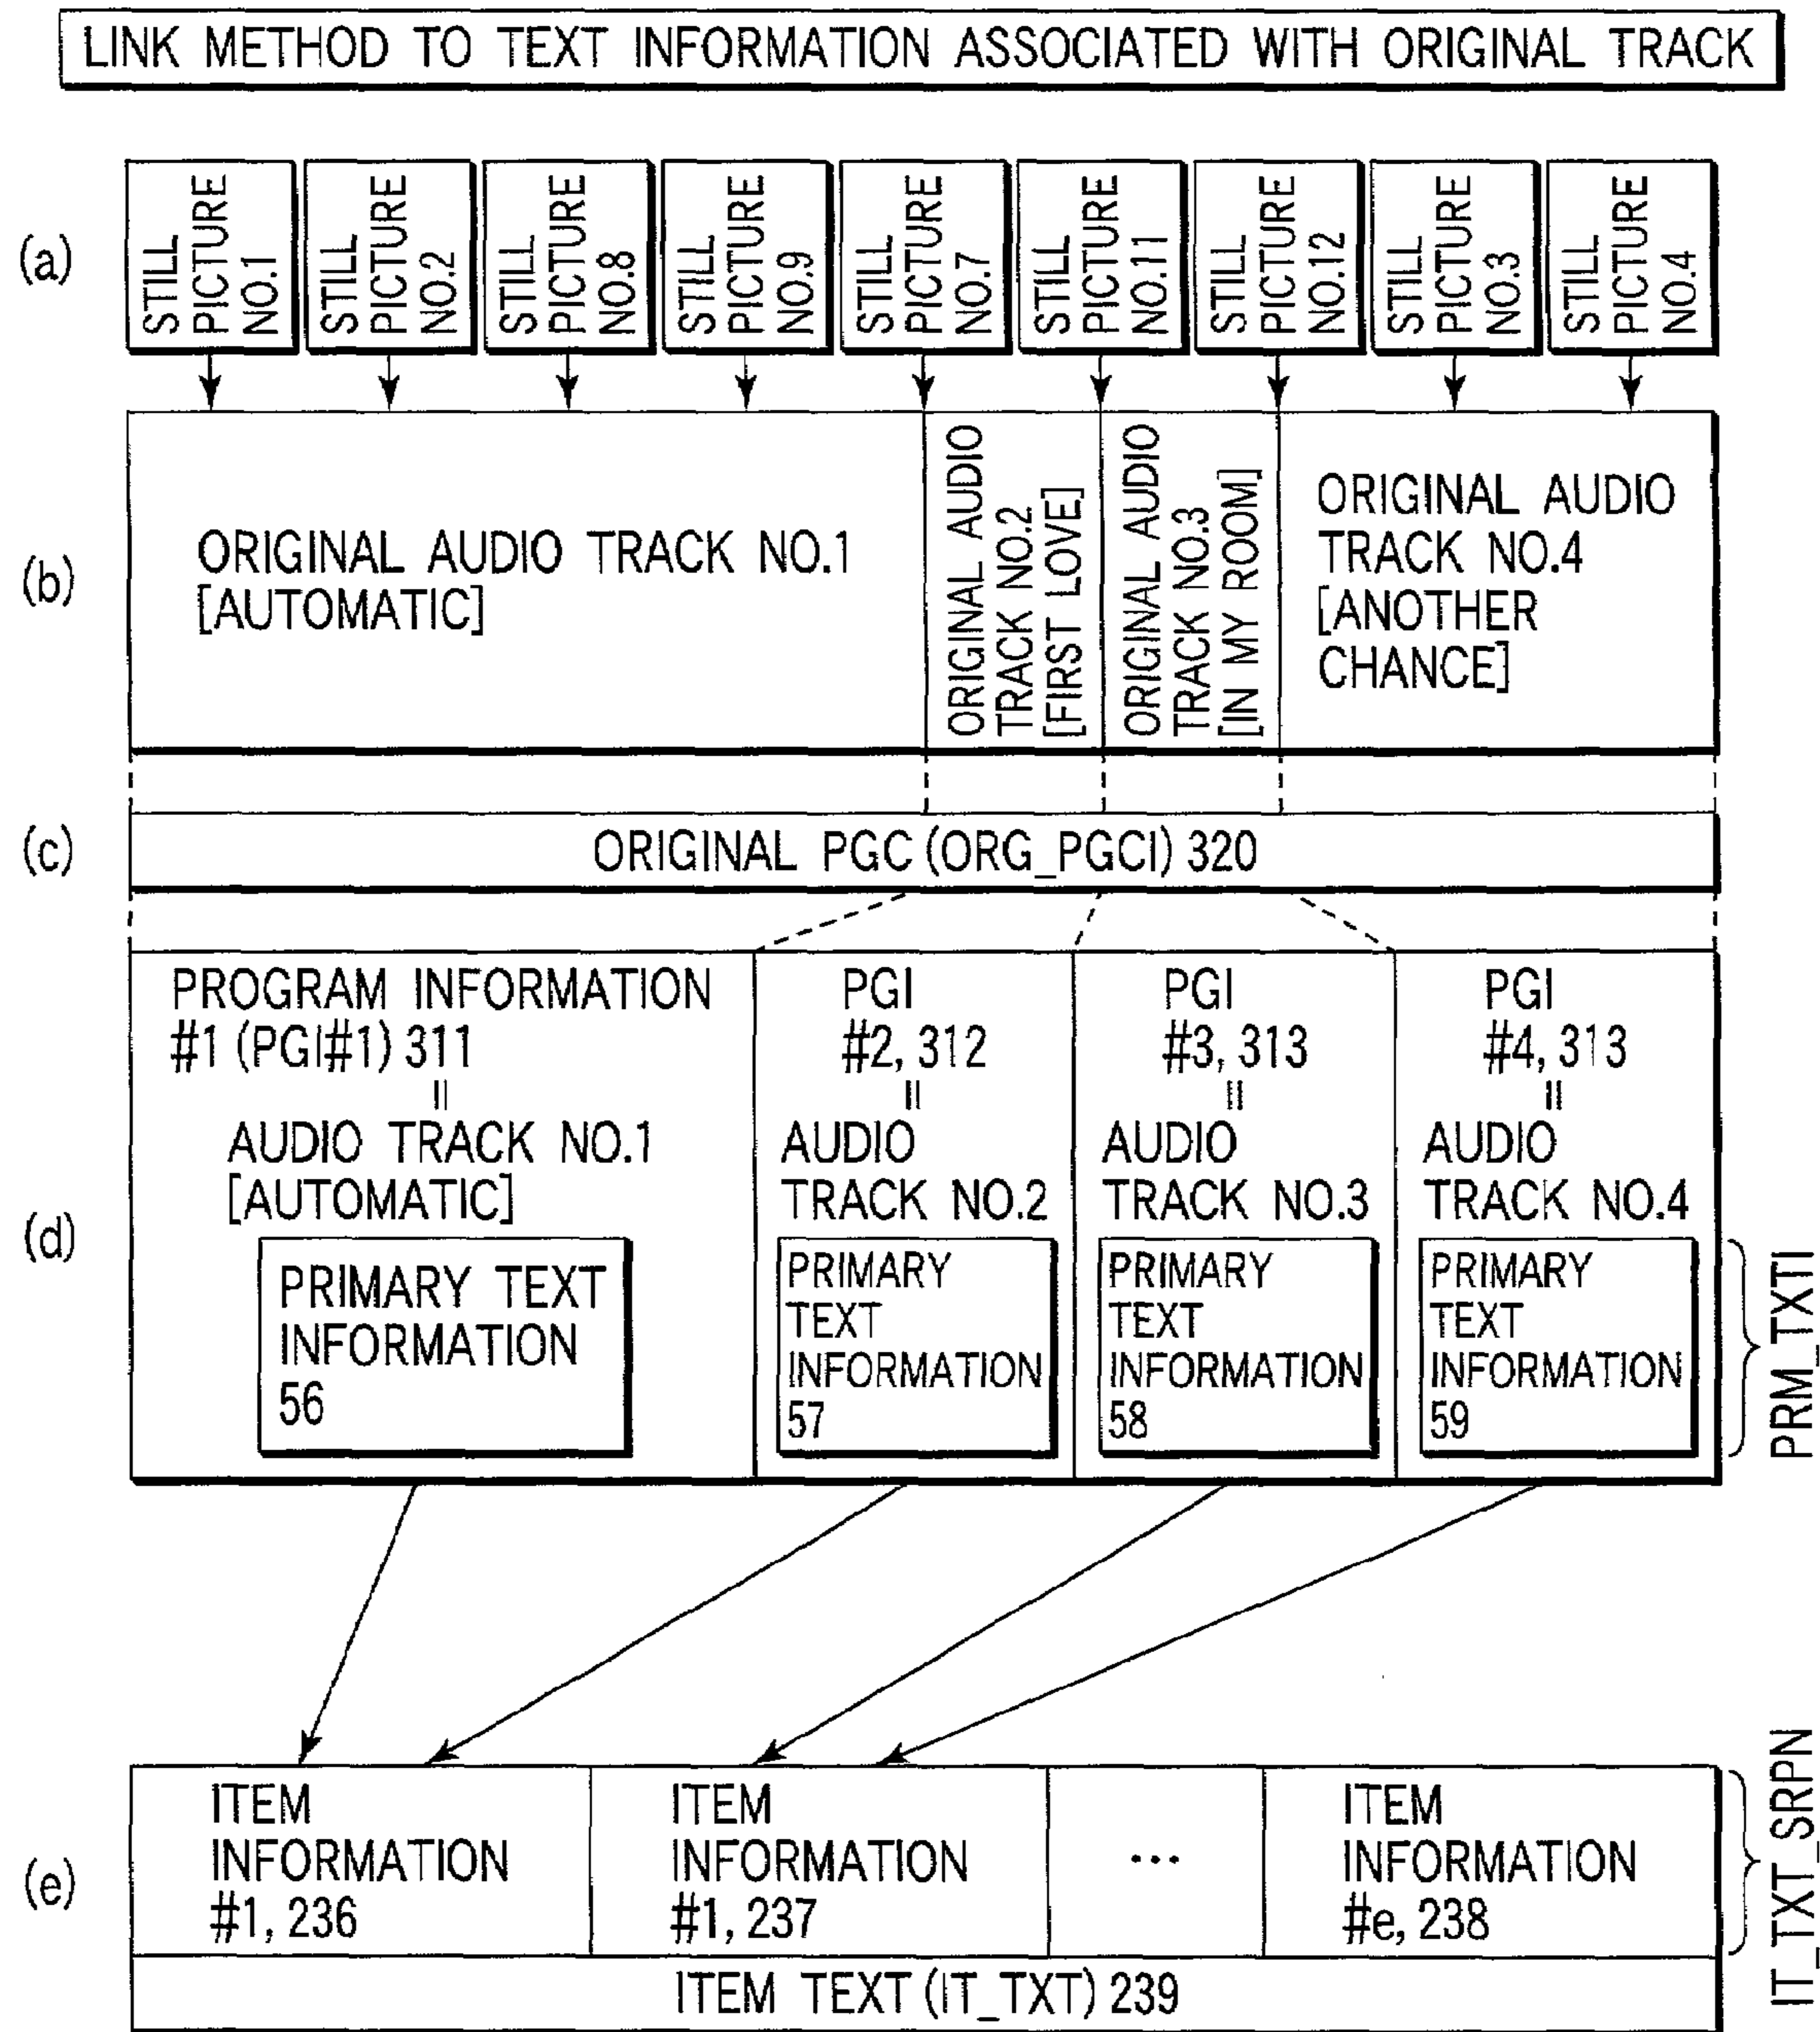 LINK METHOD TO TEXT INFORMATION ASSOCIATED WITH ORIGINAL TRACK
(a)
STILL
PICTURE
NO.1
STILL
PICTURE
NO.2
STILL
PICTURE
NO.8
STILL
PICTURE
NO.9
STILL
PICTURE
NO.7
STILL
PICTURE
NO.11
STILL
PICTURE
NO.12
STILL
PICTURE
NO.3
STILL
PICTURE
NO.4
(b)
ORIGINAL AUDIO TRACK NO.1
[AUTOMATIC]
ORIGINAL AUDIO
TRACK NO.2
[FIRST LOVE]
ORIGINAL AUDIO
TRACK NO.3
[IN MY ROOM]
ORIGINAL AUDIO
TRACK NO.4
[ANOTHER
CHANCE]
(c)
ORIGINAL PGC (ORG_PGCI) 320
(d)
PROGRAM INFORMATION
#1 (PGI#1) 311
=
AUDIO TRACK NO.1
[AUTOMATIC]
PRIMARY TEXT
INFORMATION
56
PGI
#2, 312
=
AUDIO
TRACK NO.2
PRIMARY
TEXT
INFORMATION
57
PGI
#3, 313
=
AUDIO
TRACK NO.3
PRIMARY
TEXT
INFORMATION
58
PGI
#4, 313
=
AUDIO
TRACK NO.4
PRIMARY
TEXT
INFORMATION
59
PRM_TXTI
(e)
ITEM
INFORMATION
#1, 236
ITEM
INFORMATION
#1, 237
...
ITEM
INFORMATION
#e, 238
IT_TXT_SRPN
ITEM TEXT (IT_TXT) 239